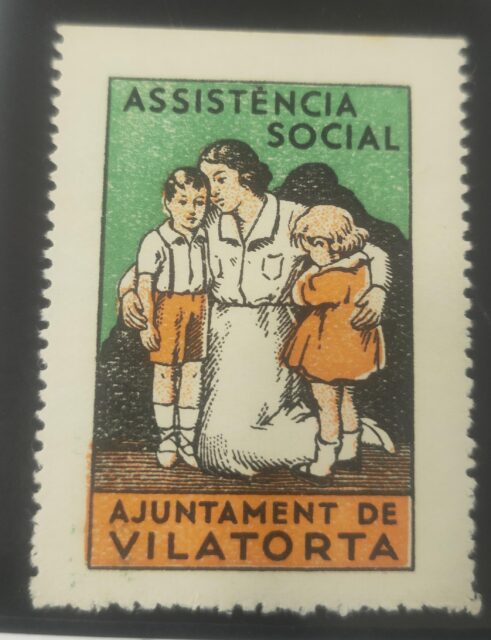 ASSISTÈNCIA
SOCIAL
AJUNTAMENT DE
VILATORTA